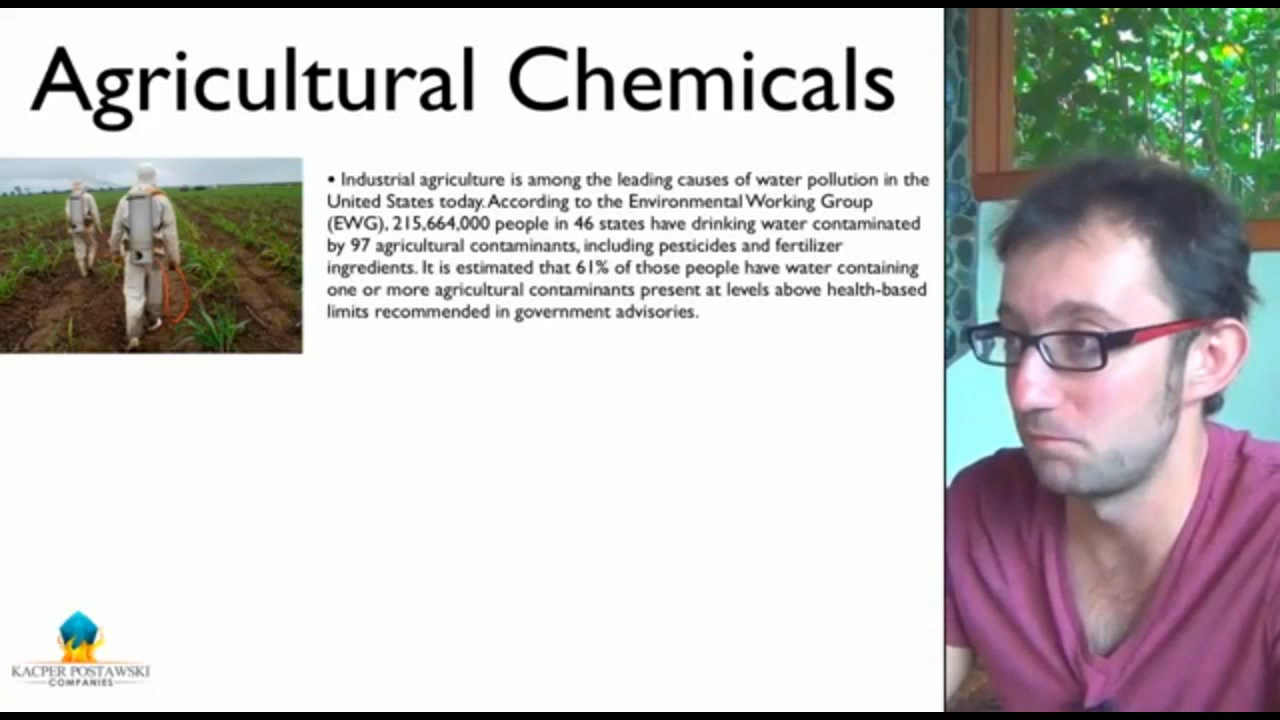 Agricultural Chemicals
• Industrial agriculture is among the leading causes of water pollution in the
United States today. According to the Environmental Working Group
(EWG), 215,664,000 people in 46 states have drinking water contaminated
by 97 agricultural contaminants, including pesticides and fertilizer
ingredients. It is estimated that 61% of those people have water containing
one or more agricultural contaminants present at levels above health-based
limits recommended in government advisories.
KACPER POSTAWSKI
COMPANIES